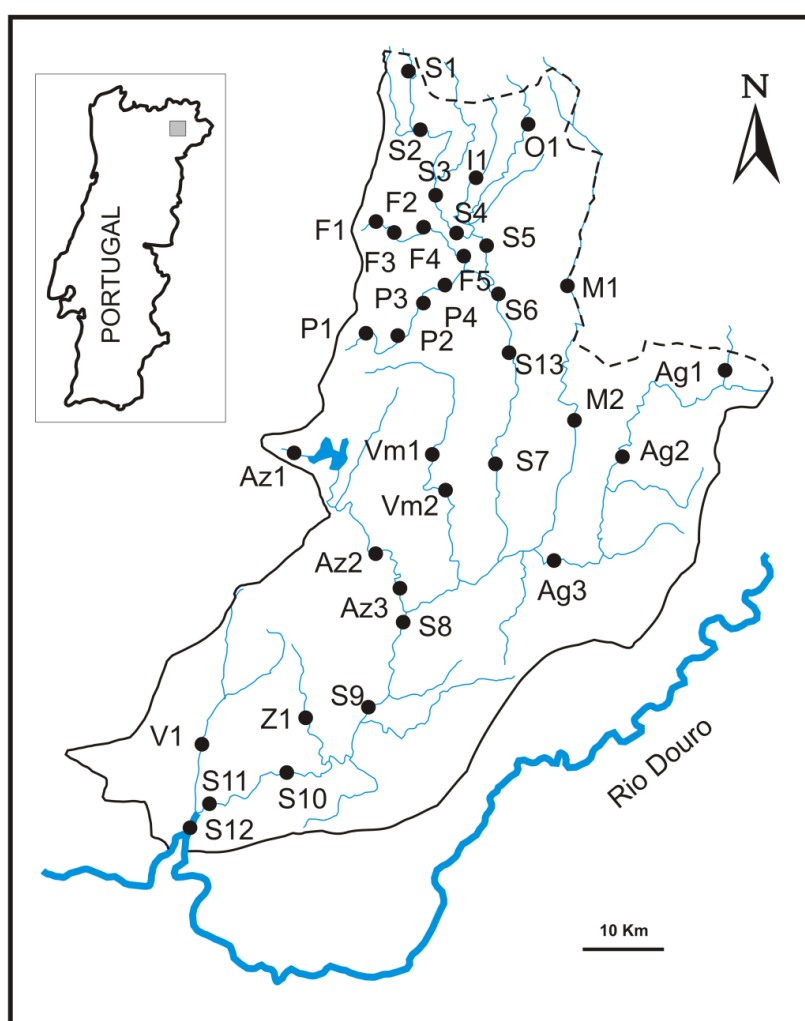 S1
N
S2
O1
S3
I1
F2
S4
F1
S5
F3
F4
PORTUGAL
F5
M1
P3
S6
P4
P1
P2
S13
Ag1
M2
Az1
Vm1
S7
Ag2
Vm2
Az2
Ag3
Az3
S8
S9
Z1
V1
Rio Douro
S11
S10
S12
10 Km